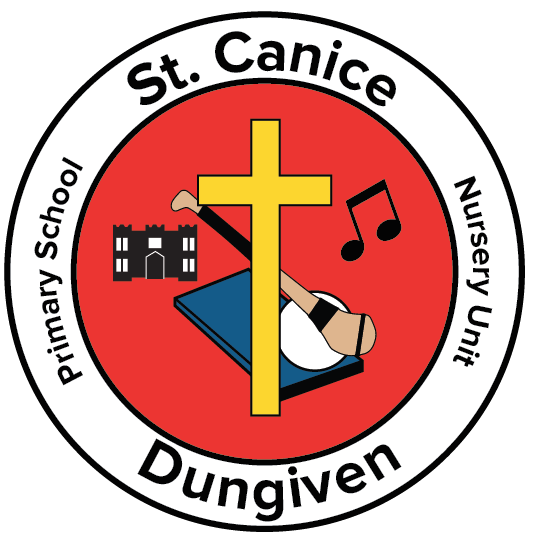 St. Canice
Primary School
Nursery Unit
Dungiven